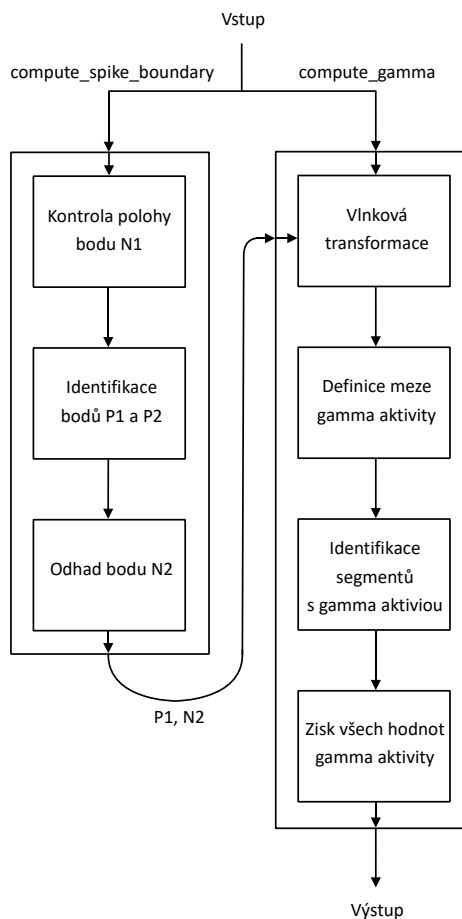 Vstup
compute_spike_boundary
compute_gamma
Kontrola polohy
bodu N1
Identifikace
bodů P1 a P2
Odhad bodu N2
P1, N2
Vlnková
transformace
Definice meze
gamma aktivity
Identifikace
segmentů
s gamma aktiviou
Zisk všech hodnot
gamma aktivity
Výstup